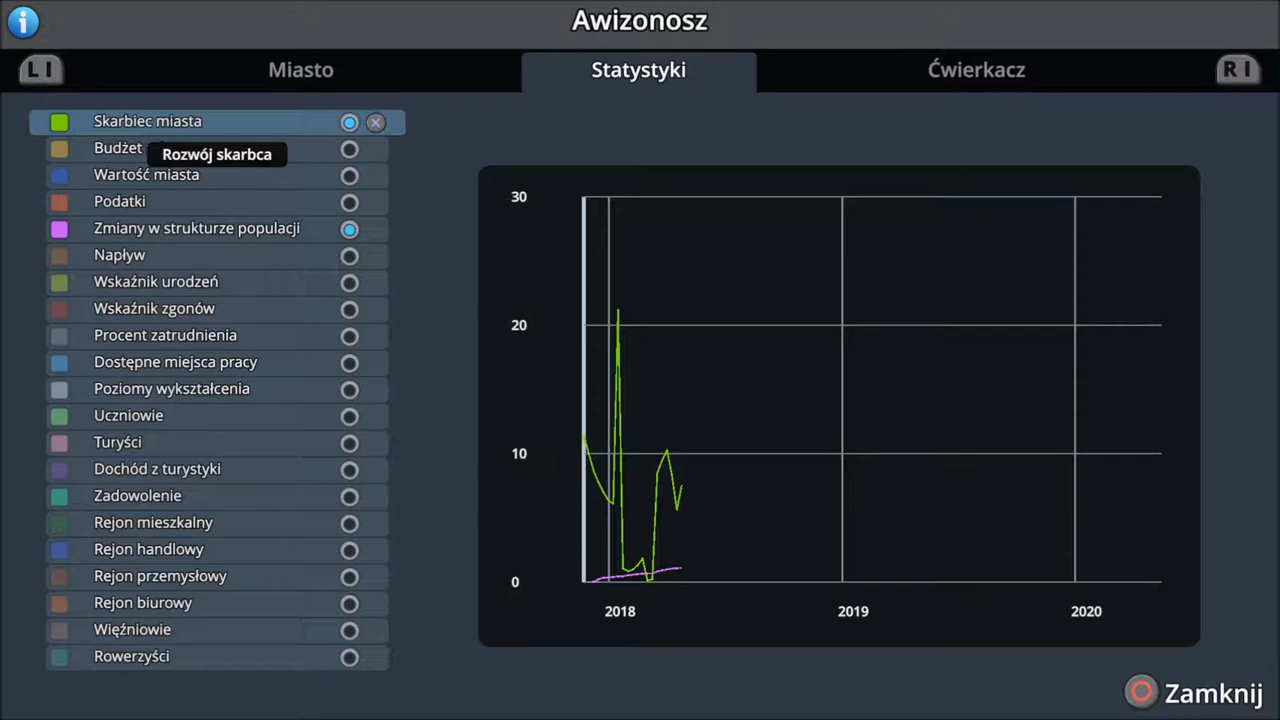 Awizonosz
L1
Miasto
Statystyki
Ćwierkacz
R1
Skarbiec miasta
Budżet
Rozwój skarbca
Wartość miasta
Podatki
Zmiany w strukturze populacji
Napływ
Wskaźnik urodzeń
Wskaźnik zgonów
Procent zatrudnienia
Dostępne miejsca pracy
Poziomy wykształcenia
Uczniowie
Turyści
Dochód z turystyki
Zadowolenie
Rejon mieszkalny
Rejon handlowy
Rejon przemysłowy
Rejon biurowy
Więźniowie
Rowerzyści
30
20
10
0
2018
2019
2020
Zamknij